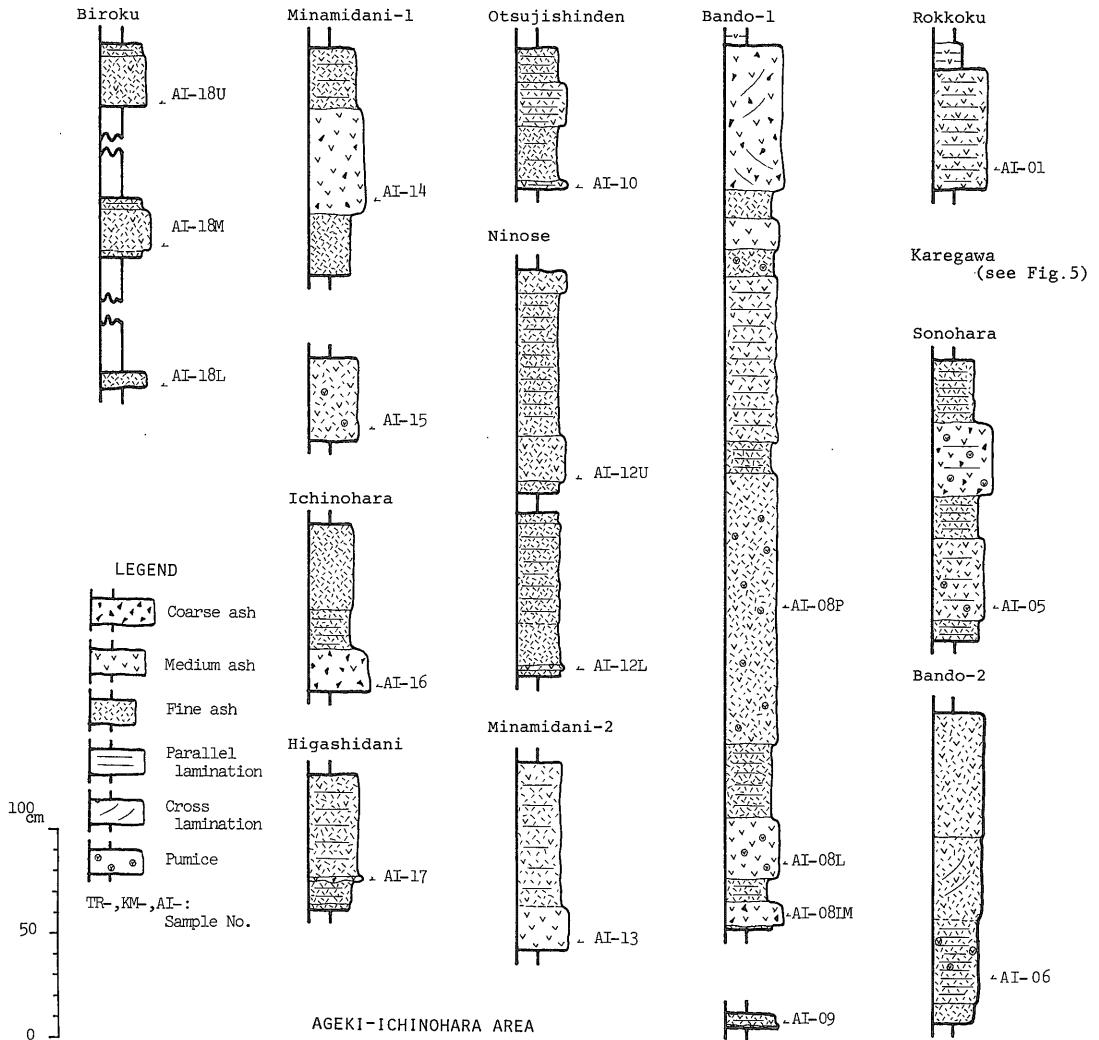 Biroku
AI-18U
AI-18M
AI-18L
Minamidani-1
AI-14
AI-15
Ichinohara
AI-16
Higashidani
AI-17
Otsujishinden
AI-10
Ninose
AI-12U
AI-12L
Minamidani-2
AI-13
Bando-1
AI-08P
AI-08L
AI-08LM
AI-09
Rokkoku
AI-01
Karegawa
(see Fig.5)
Sonohara
AI-05
Bando-2
AI-06
LEGEND
Coarse ash
Medium ash
Fine ash
Parallel
lamination
Cross
lamination
Pumice
TR-,KM-,AI-:
Sample No.
100
cm
50
0
AGEKI-ICHINOHARA AREA